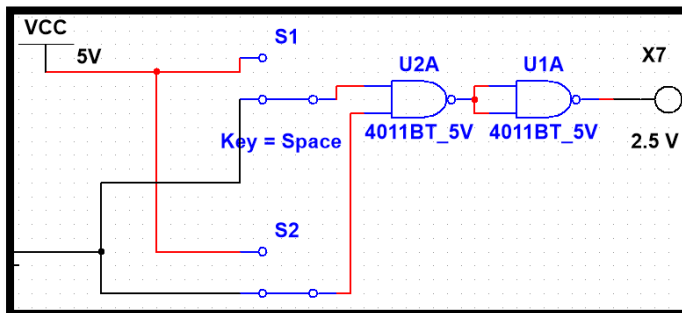 VCC
5V
S1
U2A
U1A
X7
4011BT_5V
4011BT_5V
Key = Space
2.5 V
S2